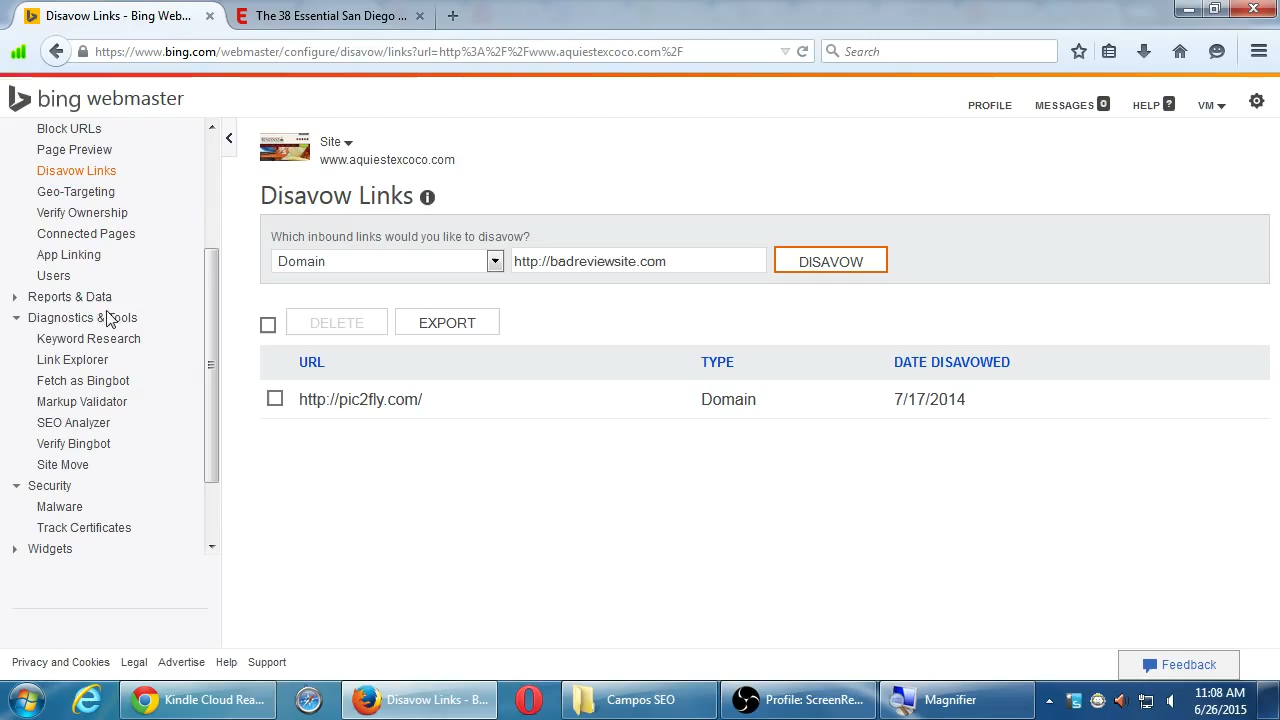 Disavow Links - Bing Web...
The 38 Essential San Diego ...
https://www.bing.com/webmaster/configure/disavow/links?url=http%3A%2F%2Fwww.aquiestexcoco.com%2F
Search
bing webmaster
PROFILE
MESSAGES 0
HELP ?
VM
Block URLs
Page Preview
Disavow Links
Geo-Targeting
Verify Ownership
Connected Pages
App Linking
Users
Reports & Data
Diagnostics & Tools
Keyword Research
Link Explorer
Fetch as Bingbot
Markup Validator
SEO Analyzer
Verify Bingbot
Site Move
Security
Malware
Track Certificates
Widgets
Site
www.aquiestexcoco.com
Disavow Links
Which inbound links would you like to disavow?
Domain
http://badreviewsite.com
DISAVOW
DELETE
EXPORT
URL TYPE DATE DISAVOWED
http://pic2fly.com/ Domain 7/17/2014
Privacy and Cookies Legal Advertise Help Support
Feedback
Kindle Cloud Rea...
Disavow Links - B...
Campos SEO
Profile: ScreenRe...
Magnifier
11:08 AM
6/26/2015